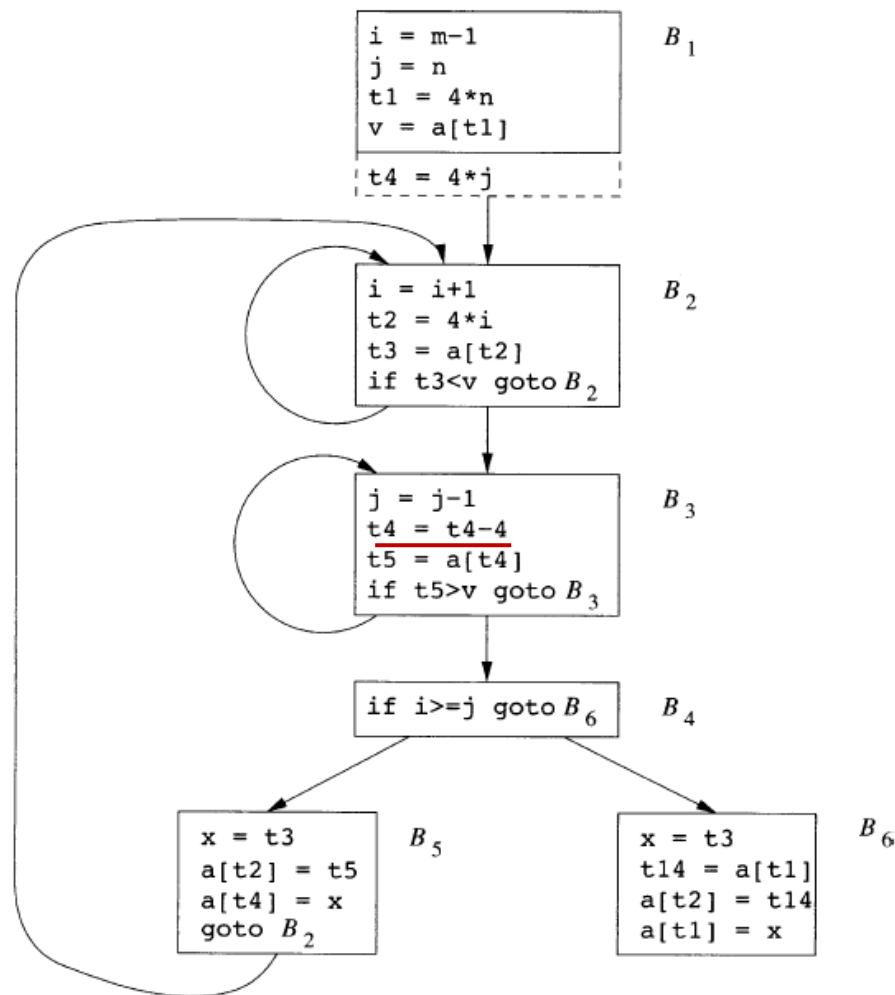 i = m-1
j = n
t1 = 4*n
v = a[t1]
B1
t4 = 4*j
i = i+1
t2 = 4*i
t3 = a[t2]
if t3<v goto B2
B2
j = j-1
t4 = t4-4
t5 = a[t4]
if t5>v goto B3
B3
if i>=j goto B6
B4
x = t3
a[t2] = t5
a[t4] = x
goto B2
B5
x = t3
t14 = a[t1]
a[t2] = t14
a[t1] = x
B6